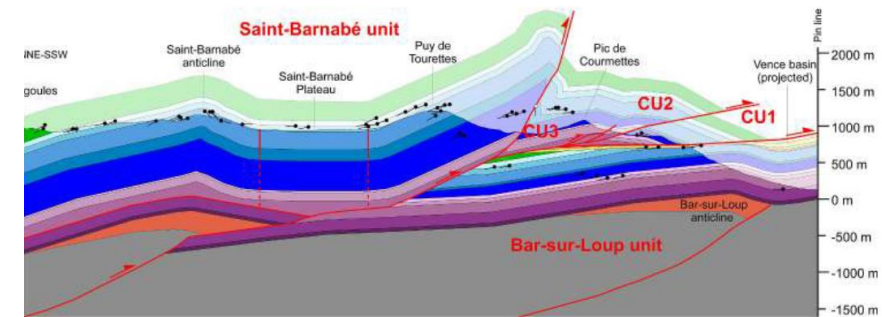 Saint-Barnabé unit
Pin line
NNE-SSW
Saint-Barnabé
anticline
Puy de
Tourettes
Pic de
Courmettes
2000 m
goules
Saint-Barnabé
Plateau
Vence basin
(projected)
1500 m
CU2
CU1
CU3
1000 m
500 m
0 m
Bar-sur-Loup
anticline
Bar-sur-Loup unit
-500 m
-1000 m
-1500 m